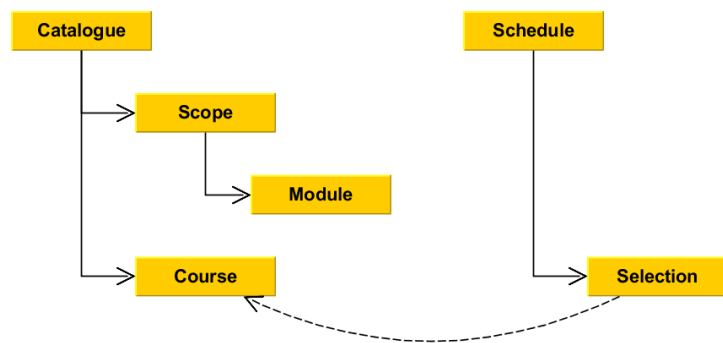 Catalogue
Schedule
Scope
Module
Course
Selection